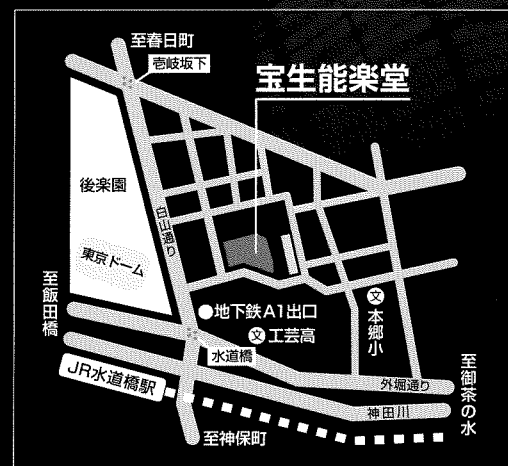 至春日町
壱岐坂下
宝生能楽堂
後楽園
白山通り
東京ドーム
至飯田橋
●地下鉄A1出口
文 工芸高
文 本郷小
水道橋
JR水道橋駅
外堀通り
神田川
至御茶の水
至神保町